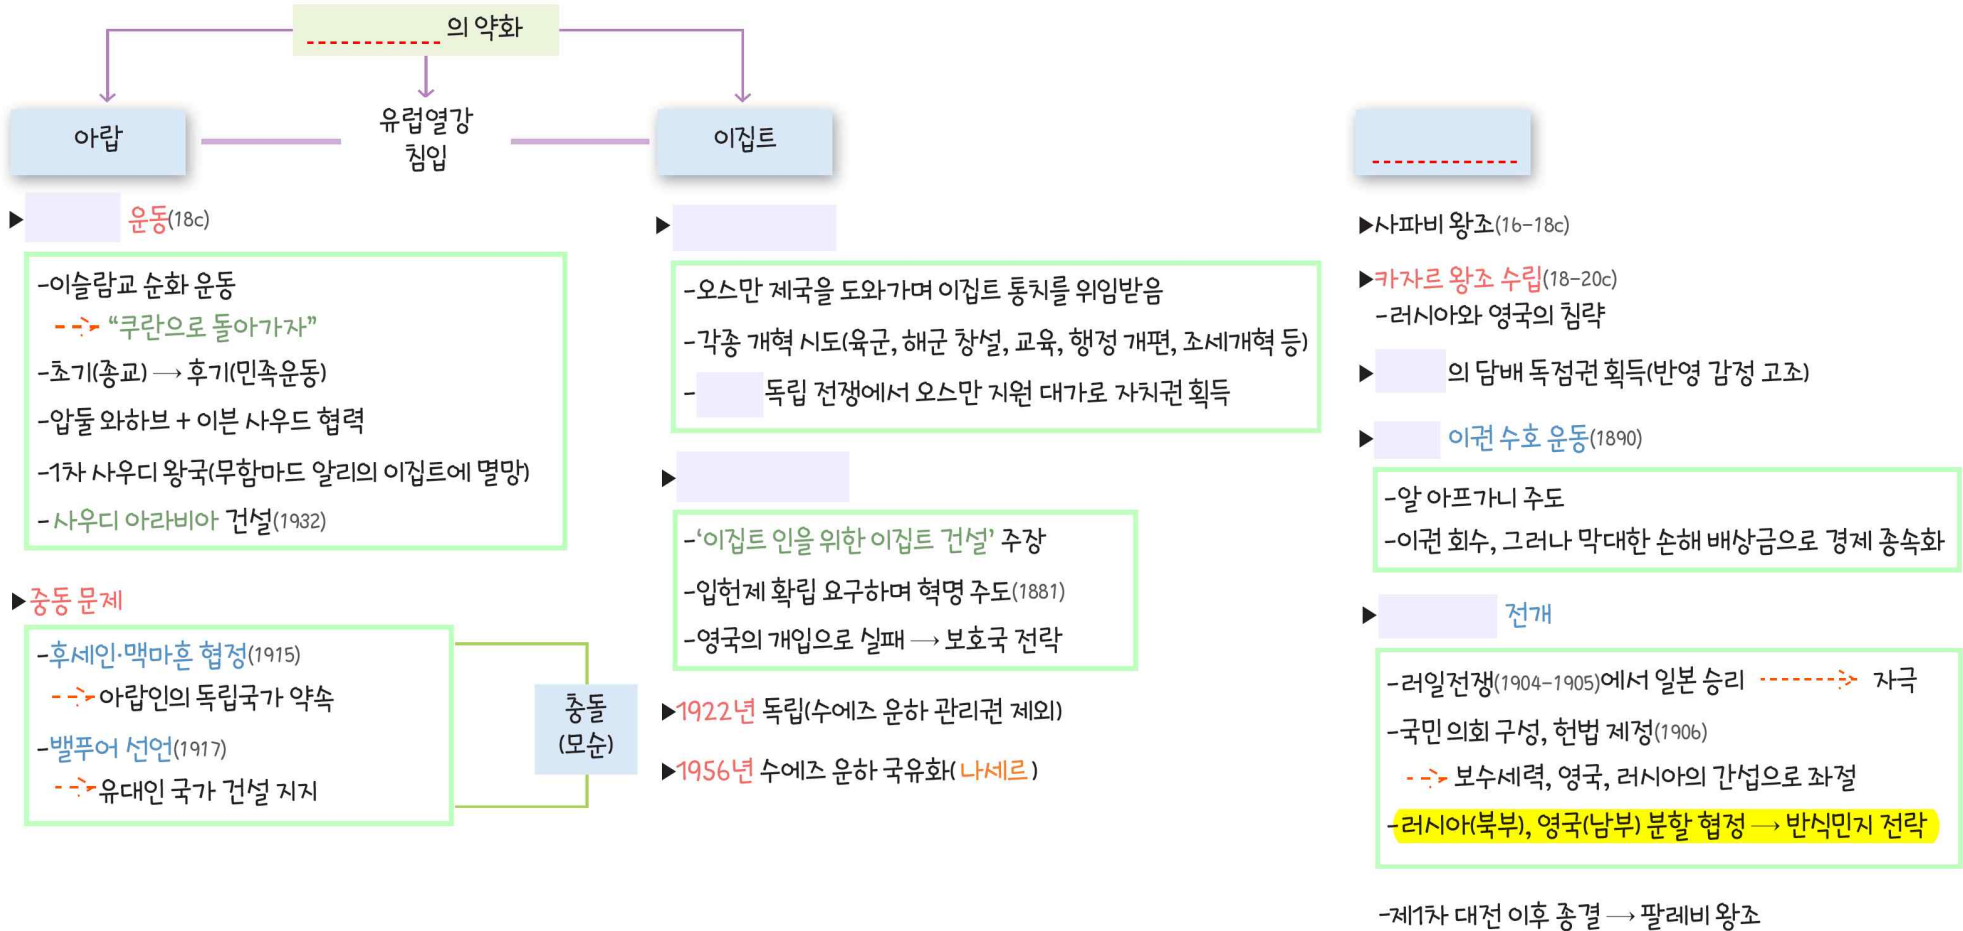 의 약화
아랍
유럽열강
침입
이집트
▶ 운동(18c)
-이슬람교 순화 운동
"쿠란으로 돌아가자"
-초기(종교) → 후기(민족운동)
-압둘 와하브 + 이븐 사우드 협력
-1차 사우디 왕국(무함마드 알리의 이집트에 멸망)
-사우디 아라비아 건설(1932)
▶중동 문제
-후세인·맥마흔 협정(1915)
아랍인의 독립국가 약속
-밸푸어 선언(1917)
유대인 국가 건설 지지
충돌
(모순)
▶
-오스만 제국을 도와가며 이집트 통치를 위임받음
-각종 개혁 시도(육군, 해군 창설, 교육, 행정 개편, 조세개혁 등)
- 독립 전쟁에서 오스만 지원 대가로 자치권 획득
▶
-'이집트 인을 위한 이집트 건설' 주장
-입헌제 확립 요구하며 혁명 주도(1881)
-영국의 개입으로 실패 → 보호국 전락
▶1922년 독립(수에즈 운하 관리권 제외)
▶1956년 수에즈 운하 국유화(나세르)
▶사파비 왕조(16-18c)
▶카자르 왕조 수립(18-20c)
-러시아와 영국의 침략
▶ 의 담배 독점권 획득(반영 감정 고조)
▶ 이권 수호 운동(1890)
-알 아프가니 주도
-이권 회수, 그러나 막대한 손해 배상금으로 경제 종속화
▶ 전개
-러일전쟁(1904-1905)에서 일본 승리 자극
-국민 의회 구성, 헌법 제정(1906)
보수세력, 영국, 러시아의 간섭으로 좌절
-러시아(북부), 영국(남부) 분할 협정 → 반식민지 전락
-제1차 대전 이후 종결 → 팔레비 왕조